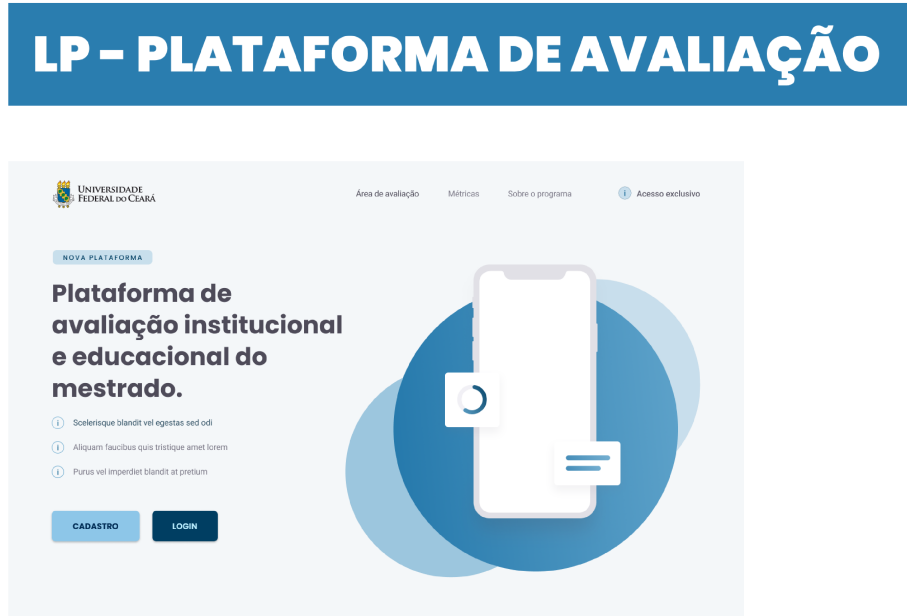 LP - PLATAFORMA DE AVALIAÇÃO
UNIVERSIDADE
FEDERAL DO CEARÁ
Área de avaliação
Métricas
Sobre o programa
i
Acesso exclusivo
NOVA PLATAFORMA
Plataforma de
avaliação institucional
e educacional do
mestrado.
i Scelerisque blandit vel egestas sed odi
i Aliquam faucibus quis tristique amet lorem
i Purus vel imperdiet blandit at pretium
CADASTRO
LOGIN